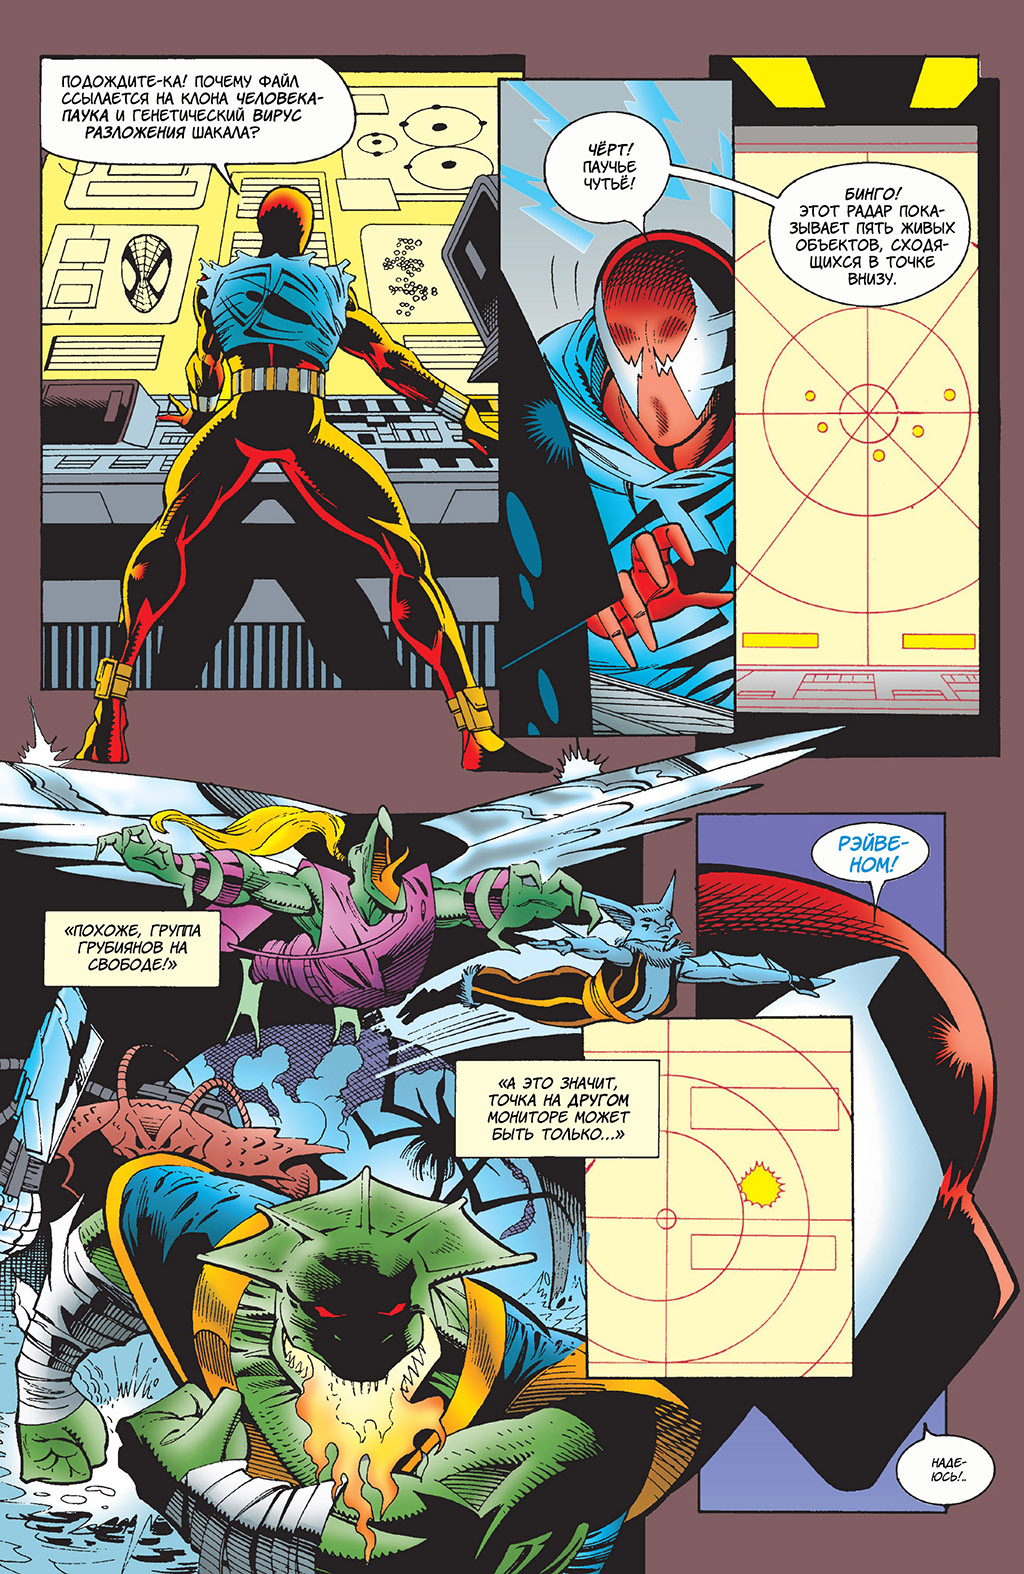 ПОДОЖДИТЕ-КА! ПОЧЕМУ ФАЙЛ
ССЫЛАЕТСЯ НА КЛОНА ЧЕЛОВЕКА-
ПАУКА И ГЕНЕТИЧЕСКИЙ ВИРУС
РАЗЛОЖЕНИЯ ШАКАЛА?
ЧЁРТ!
ПАУЧЬЕ
ЧУТЬЁ!
БИНГО!
ЭТОТ РАДАР ПОКА-
ЗЫВАЕТ ПЯТЬ ЖИВЫХ
ОБЪЕКТОВ, СХОДЯ-
ЩИХСЯ В ТОЧКЕ
ВНИЗУ.
«ПОХОЖЕ, ГРУППА
ГРУБИЯНОВ НА
СВОБОДЕ!»
«А ЭТО ЗНАЧИТ,
ТОЧКА НА ДРУГОМ
МОНИТОРЕ МОЖЕТ
БЫТЬ ТОЛЬКО...»
РЭЙВЕ-
НОМ!
НАДЕ-
ЮСЬ!..